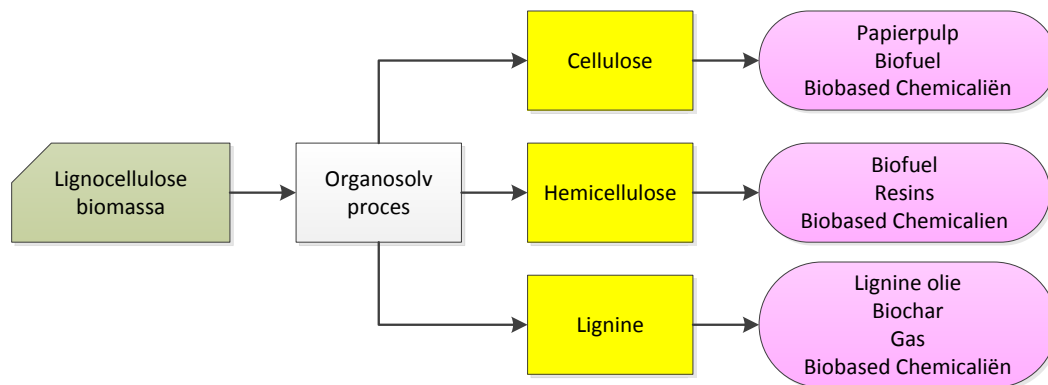 Lignocellulose
biomassa
Organosolv
proces
Cellulose
Papierpulp
Biofuel
Biobased Chemicaliën
Hemicellulose
Biofuel
Resins
Biobased Chemicalien
Lignine
Lignine olie
Biochar
Gas
Biobased Chemicaliën